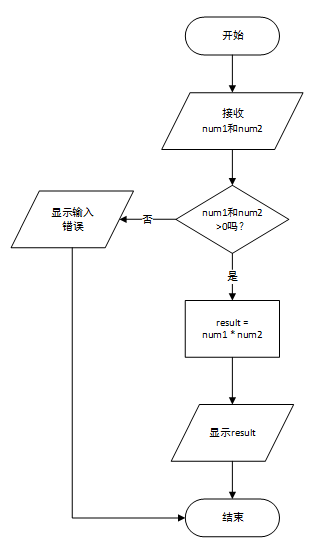 开始
接收
num1和num2
num1和num2
>0吗?
否
显示输入
错误
是
result =
num1 * num2
显示result
结束